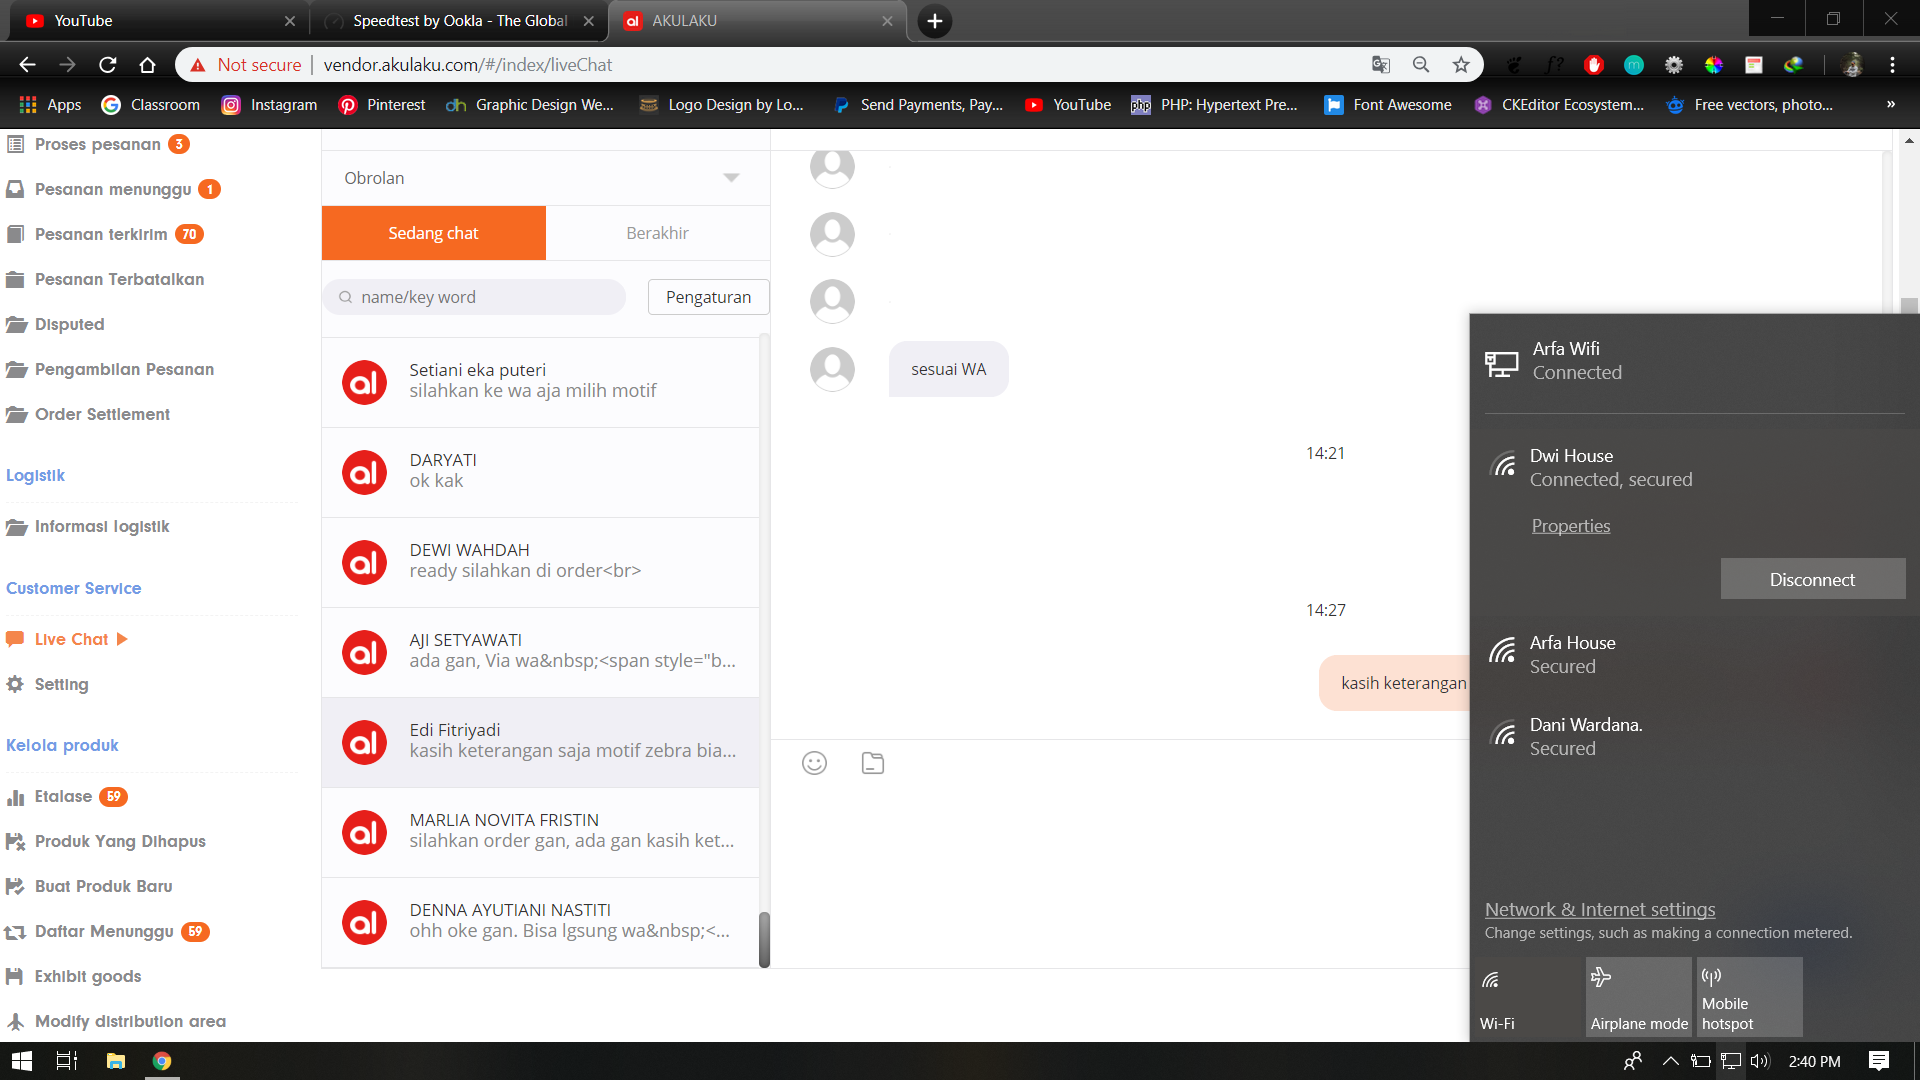 YouTube
Speedtest by Ookla - The Global
AKULAKU
Not secure
vendor.akulaku.com/#/index/liveChat
Apps
Classroom
Instagram
Pinterest
Graphic Design We...
Logo Design by Lo...
Send Payments, Pay...
YouTube
PHP: Hypertext Pre...
Font Awesome
CKEditor Ecosystem...
Free vectors, photo...
»
Proses pesanan 3
Pesanan menunggu 1
Pesanan terkirim 70
Pesanan Terbatalkan
Disputed
Pengambilan Pesanan
Order Settlement
Logistik
Informasi logistik
Customer Service
Live Chat
Setting
Kelola produk
Etalase 59
Produk Yang Dihapus
Buat Produk Baru
Daftar Menunggu 59
Exhibit goods
Modify distribution area
Obrolan
Sedang chat
Berakhir
name/key word
Pengaturan
Setiani eka puteri
silahkan ke wa aja milih motif
DARYATI
ok kak
DEWI WAHDAH
ready silahkan di order<br>
AJI SETYAWATI
ada gan, Via wa&nbsp;<span style="b...
Edi Fitriyadi
kasih keterangan saja motif zebra bia...
MARLIA NOVITA FRISTIN
silahkan order gan, ada gan kasih ket...
DENNA AYUTIANI NASTITI
ohh oke gan. Bisa lgsung wa&nbsp;<...
sesuai WA
14:21
14:27
kasih keterangan
Arfa Wifi
Connected
Dwi House
Connected, secured
Properties
Disconnect
Arfa House
Secured
Dani Wardana.
Secured
Network & Internet settings
Change settings, such as making a connection metered.
Wi-Fi
Airplane mode
Mobile
hotspot
2:40 PM